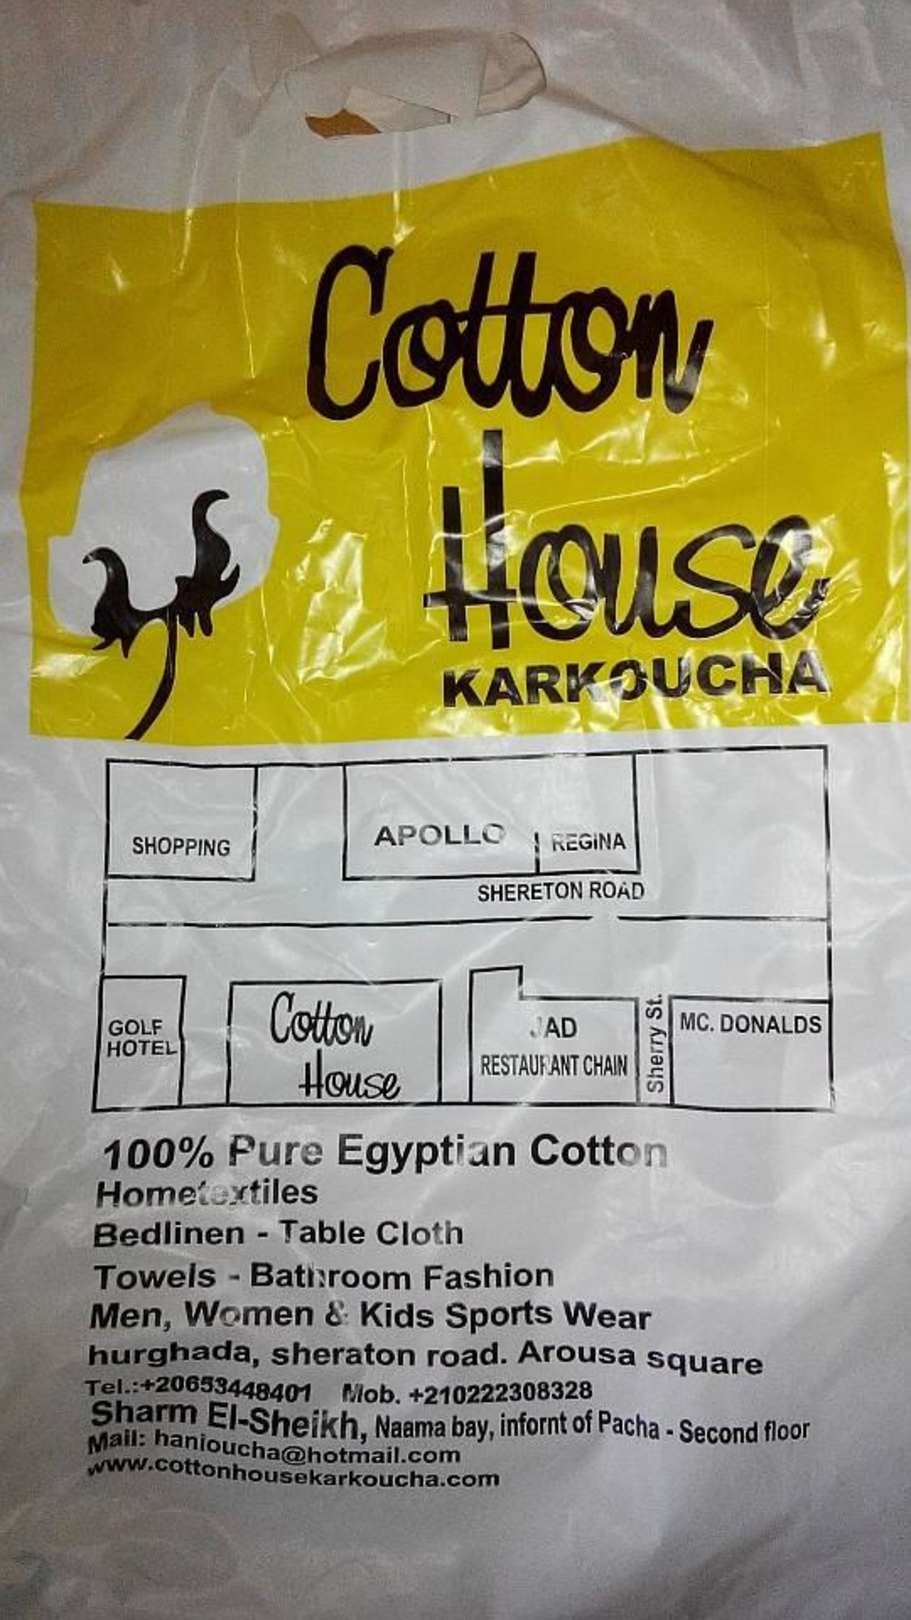 Cotton
House
KARKOUCHA
SHOPPING
APOLLO
REGINA
SHERETON ROAD
GOLF
HOTEL
Cotton
House
JAD
RESTAURANT CHAIN
Sherry St.
MC. DONALDS
100% Pure Egyptian Cotton
Hometextiles
Bedlinen - Table Cloth
Towels - Bathroom Fashion
Men, Women & Kids Sports Wear
hurghada, sheraton road. Arousa square
Tel.:+20653448401 Mob. +210222308328
Sharm El-Sheikh, Naama bay, infornt of Pacha - Second floor
Mail: hanioucha@hotmail.com
www.cottonhousekarkoucha.com